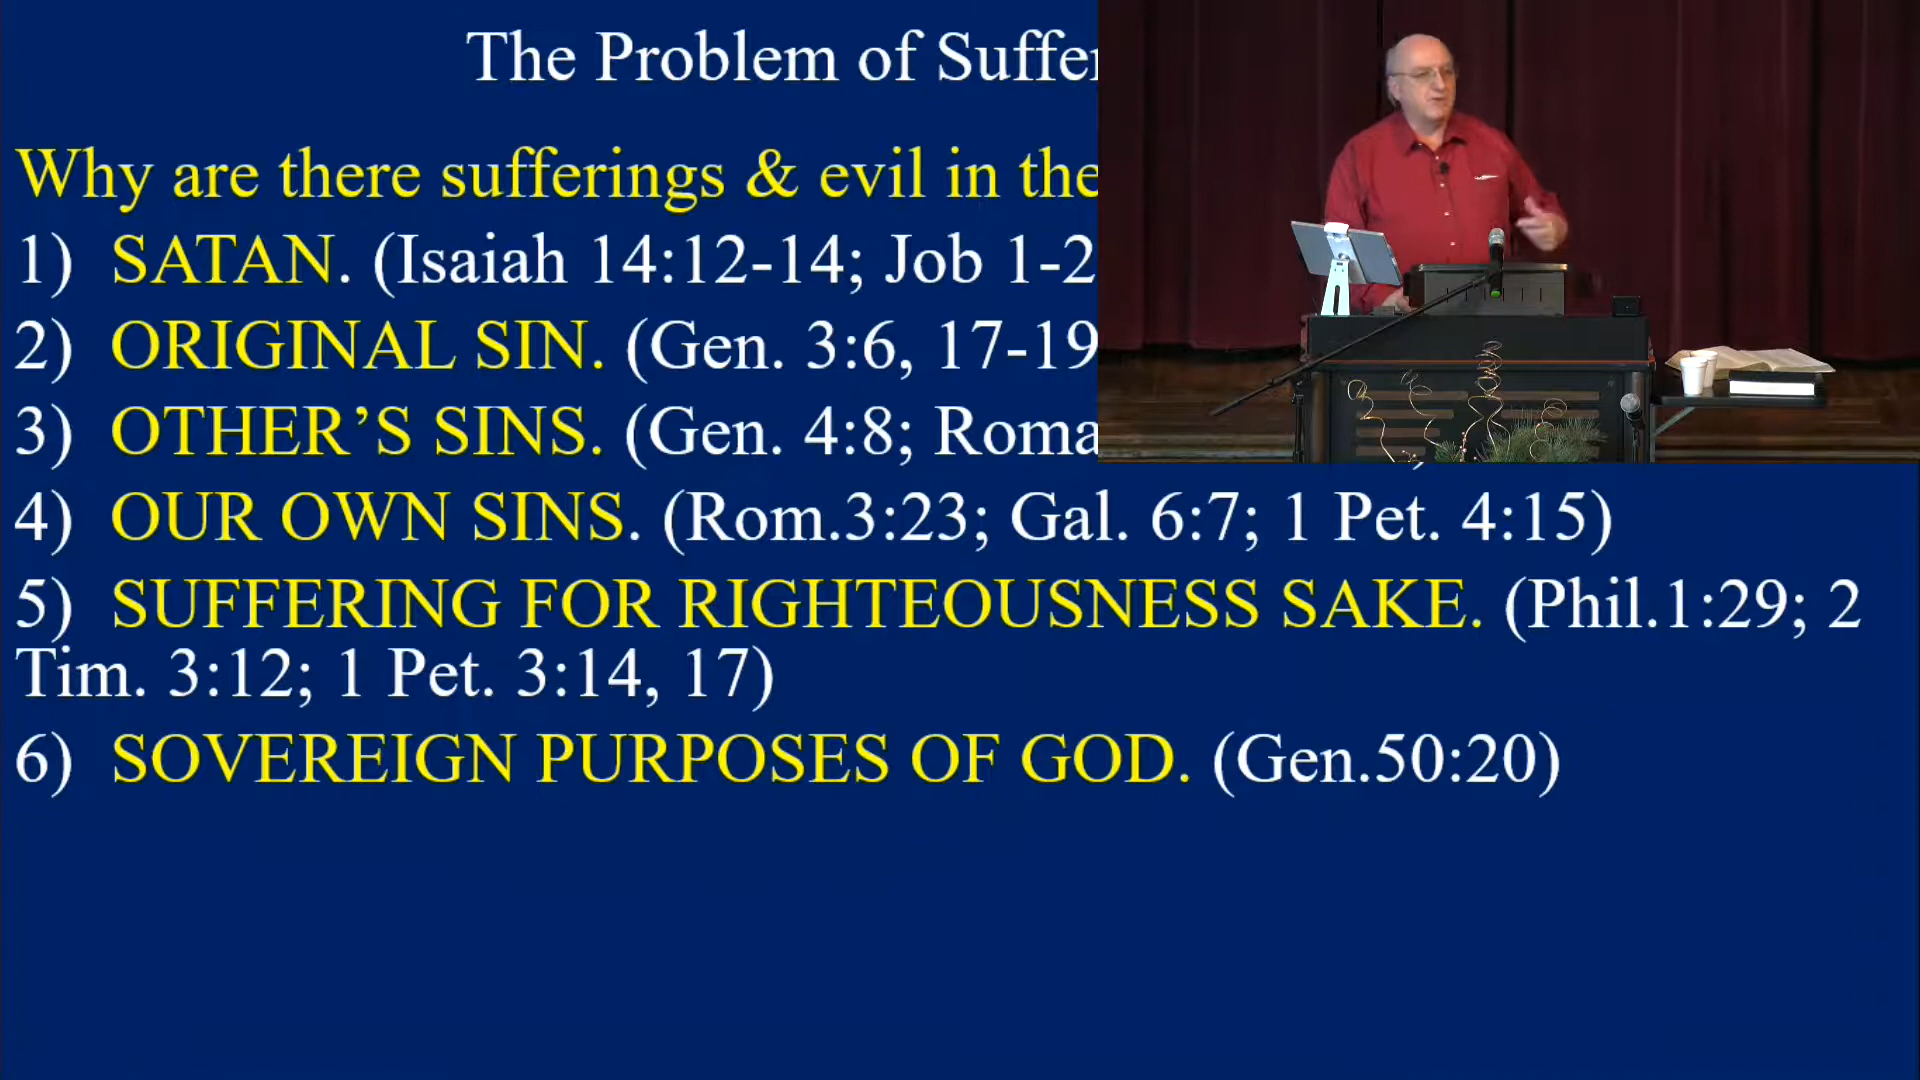 The Problem of
Why are there sufferings & evil in the
1) SATAN. (Isaiah 14:12-14; Job 1-2
2) ORIGINAL SIN. (Gen. 3:6, 17-19
3) OTHER’S SINS. (Gen. 4:8;
4) OUR OWN SINS. (Rom.3:23; Gal. 6:7; 1 Pet. 4:15)
5) SUFFERING FOR RIGHTEOUSNESS SAKE. (Phil.1:29; 2
Tim. 3:12; 1 Pet. 3:14, 17)
6) SOVEREIGN PURPOSES OF GOD. (Gen.50:20)